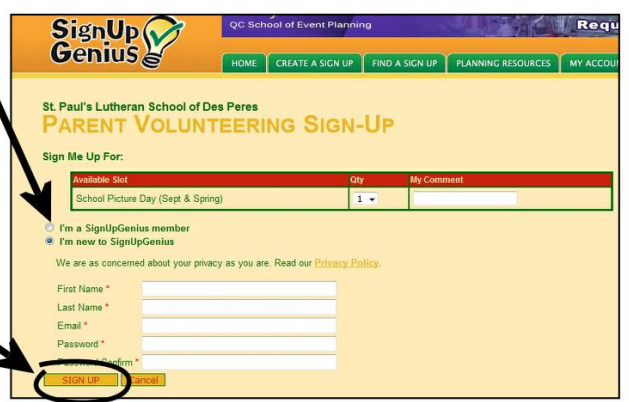 SignUp
Genius
QC School of Event Planning
Requ
HOME CREATE A SIGN UP FIND A SIGN UP PLANNING RESOURCES MY ACCOU
St. Paul's Lutheran School of Des Peres
PARENT VOLUNTEERING SIGN-UP
Sign Me Up For:
Available Slot Qty My Comment
School Picture Day (Sept & Spring) 1
I'm a SignUpGenius member
I'm new to SignUpGenius
We are as concerned about your privacy as you are. Read our Privacy Policy.
First Name *
Last Name *
Email *
Password *
Password Confirm *
SIGN UP Cancel